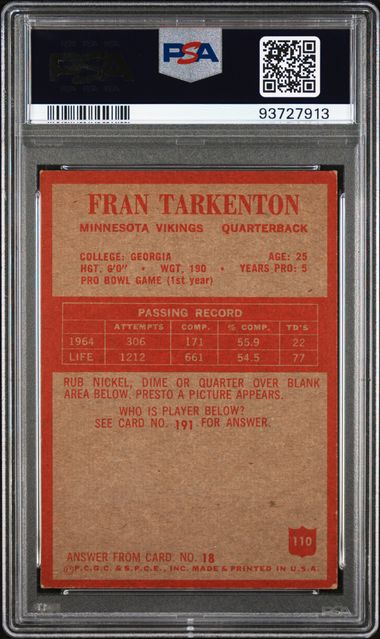 PSA
PSA
93727913
FRAN TARKENTON
MINNESOTA VIKINGS QUARTERBACK
COLLEGE: GEORGIA AGE: 25
HGT. 6'0" • WGT. 190 • YEARS PRO: 5
PRO BOWL GAME (1st year)
PASSING RECORD
ATTEMPTS COMP. % COMP. TD'S
1964 306 171 55.9 22
LIFE 1212 661 54.5 77
RUB NICKEL, DIME OR QUARTER OVER BLANK
AREA BELOW. PRESTO A PICTURE APPEARS.
WHO IS PLAYER BELOW?
SEE CARD NO. 191 FOR ANSWER.
110
ANSWER FROM CARD. NO. 18
P.C.G.C. & S.P.C.E., INC. MADE & PRINTED IN U.S.A.